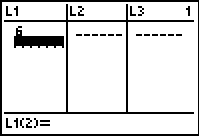 L1 L2 L3 1
6 ------ ------
L1(2)=